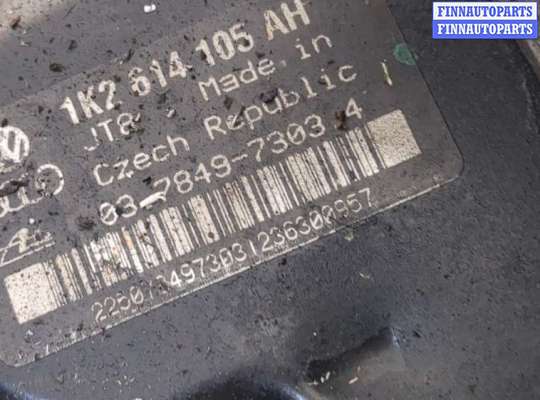 FINNAUTOPARTS
FINNAUTOPARTS
1K2 614 105 AH
JT8 Made in
Czech Republic
03-7849-7303 4